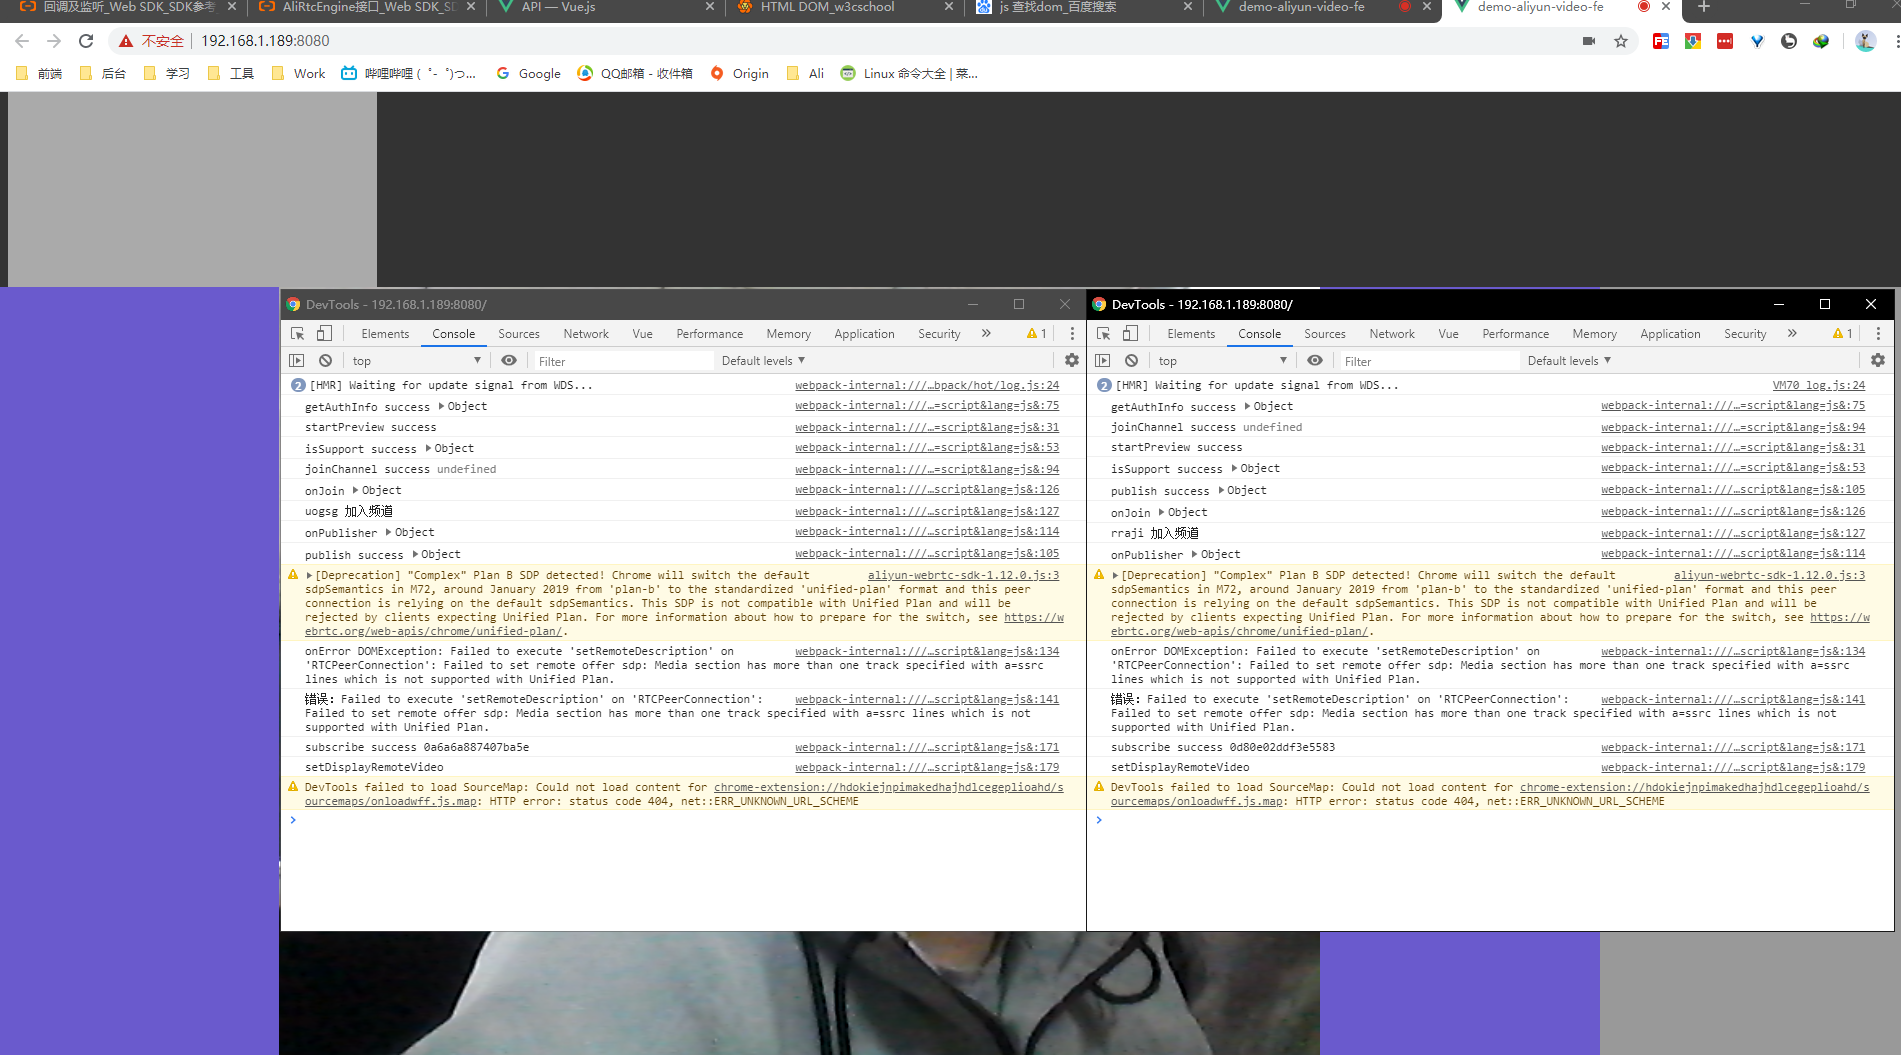 回调及监听_Web SDK_SDK参考
AliRtcEngine接口_Web SDK_SD
API — Vue.js
HTML DOM_w3cschool
js 查找dom_百度搜索
demo-aliyun-video-fe
demo-aliyun-video-fe
不安全 | 192.168.1.189:8080
前端 后台 学习 工具 Work 哔哩哔哩 ( ゜- ゜)つ... Google QQ邮箱 - 收件箱 Origin Ali Linux 命令大全 | 菜...
DevTools - 192.168.1.189:8080/
Elements Console Sources Network Vue Performance Memory Application Security » 1
top Filter Default levels ▼
2 [HMR] Waiting for update signal from WDS... webpack-internal:///…bpack/hot/log.js:24
getAuthInfo success ▶Object webpack-internal:///…=script&lang=js&:75
startPreview success webpack-internal:///…=script&lang=js&:31
isSupport success ▶Object webpack-internal:///…=script&lang=js&:53
joinChannel success undefined webpack-internal:///…=script&lang=js&:94
onJoin ▶Object webpack-internal:///…script&lang=js&:126
uogsg 加入频道 webpack-internal:///…script&lang=js&:127
onPublisher ▶Object webpack-internal:///…script&lang=js&:114
publish success ▶Object webpack-internal:///…script&lang=js&:105
▶[Deprecation] "Complex" Plan B SDP detected! Chrome will switch the default aliyun-webrtc-sdk-1.12.0.js:3
sdpSemantics in M72, around January 2019 from 'plan-b' to the standardized 'unified-plan' format and this peer
connection is relying on the default sdpSemantics. This SDP is not compatible with Unified Plan and will be
rejected by clients expecting Unified Plan. For more information about how to prepare for the switch, see https://w
ebrtc.org/web-apis/chrome/unified-plan/.
onError DOMException: Failed to execute 'setRemoteDescription' on webpack-internal:///…script&lang=js&:134
'RTCPeerConnection': Failed to set remote offer sdp: Media section has more than one track specified with a=ssrc
lines which is not supported with Unified Plan.
错误: Failed to execute 'setRemoteDescription' on 'RTCPeerConnection': webpack-internal:///…script&lang=js&:141
Failed to set remote offer sdp: Media section has more than one track specified with a=ssrc lines which is not
supported with Unified Plan.
subscribe success 0a6a6a887407ba5e webpack-internal:///…script&lang=js&:171
setDisplayRemoteVideo webpack-internal:///…script&lang=js&:179
DevTools failed to load SourceMap: Could not load content for chrome-extension://hdokiejnpimakedhajhdlcegeplioahd/s
ourcemaps/onloadwff.js.map: HTTP error: status code 404, net::ERR_UNKNOWN_URL_SCHEME
DevTools - 192.168.1.189:8080/
Elements Console Sources Network Vue Performance Memory Application Security » 1
top Filter Default levels ▼
2 [HMR] Waiting for update signal from WDS... VM70 log.js:24
getAuthInfo success ▶Object webpack-internal:///…=script&lang=js&:75
joinChannel success undefined webpack-internal:///…=script&lang=js&:94
startPreview success webpack-internal:///…=script&lang=js&:31
isSupport success ▶Object webpack-internal:///…=script&lang=js&:53
publish success ▶Object webpack-internal:///…script&lang=js&:105
onJoin ▶Object webpack-internal:///…script&lang=js&:126
rraji 加入频道 webpack-internal:///…script&lang=js&:127
onPublisher ▶Object webpack-internal:///…script&lang=js&:114
▶[Deprecation] "Complex" Plan B SDP detected! Chrome will switch the default aliyun-webrtc-sdk-1.12.0.js:3
sdpSemantics in M72, around January 2019 from 'plan-b' to the standardized 'unified-plan' format and this peer
connection is relying on the default sdpSemantics. This SDP is not compatible with Unified Plan and will be
rejected by clients expecting Unified Plan. For more information about how to prepare for the switch, see https://w
ebrtc.org/web-apis/chrome/unified-plan/.
onError DOMException: Failed to execute 'setRemoteDescription' on webpack-internal:///…script&lang=js&:134
'RTCPeerConnection': Failed to set remote offer sdp: Media section has more than one track specified with a=ssrc
lines which is not supported with Unified Plan.
错误: Failed to execute 'setRemoteDescription' on 'RTCPeerConnection': webpack-internal:///…script&lang=js&:141
Failed to set remote offer sdp: Media section has more than one track specified with a=ssrc lines which is not
supported with Unified Plan.
subscribe success 0d80e02ddf3e5583 webpack-internal:///…script&lang=js&:171
setDisplayRemoteVideo webpack-internal:///…script&lang=js&:179
DevTools failed to load SourceMap: Could not load content for chrome-extension://hdokiejnpimakedhajhdlcegeplioahd/s
ourcemaps/onloadwff.js.map: HTTP error: status code 404, net::ERR_UNKNOWN_URL_SCHEME